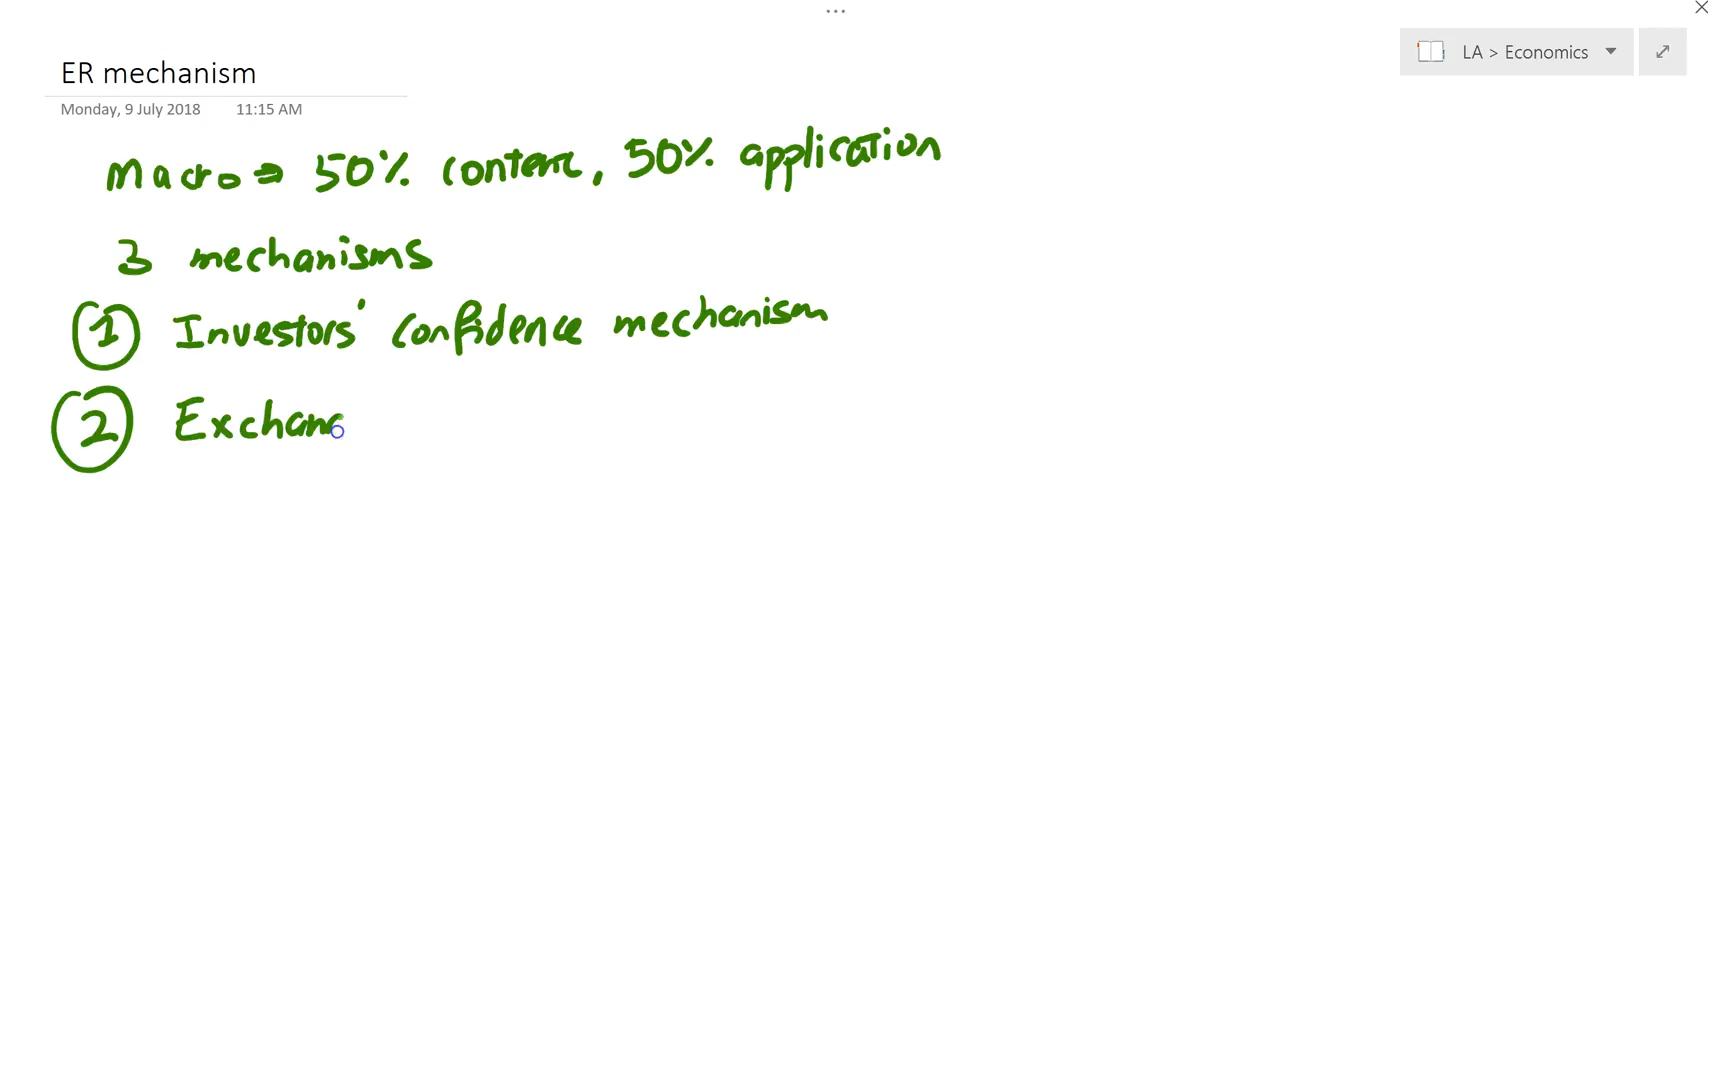 ...
LA > Economics
ER mechanism
Monday, 9 July 2018 11:15 AM
Macro ⇒ 50% content, 50% application
3 mechanisms
1 Investors' confidence mechanism
2 Exchang